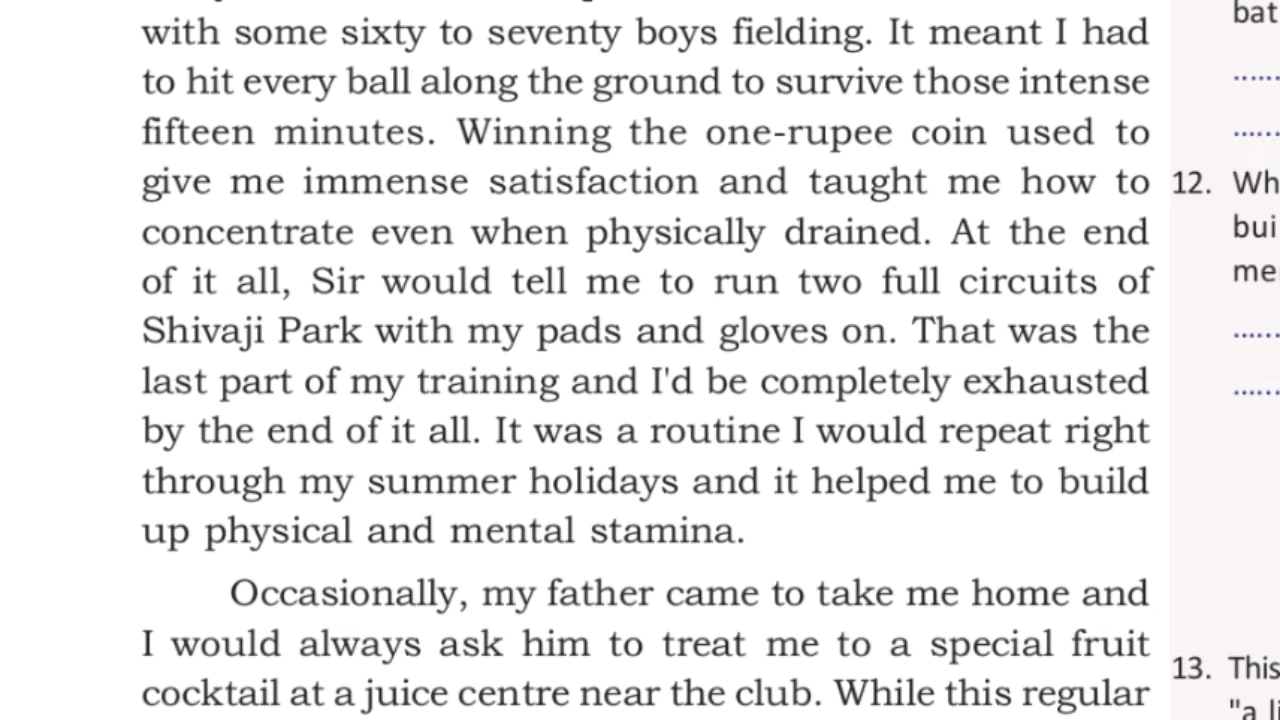 with some sixty to seventy boys fielding. It meant I had
to hit every ball along the ground to survive those intense
fifteen minutes. Winning the one-rupee coin used to
give me immense satisfaction and taught me how to
concentrate even when physically drained. At the end
of it all, Sir would tell me to run two full circuits of
Shivaji Park with my pads and gloves on. That was the
last part of my training and I'd be completely exhausted
by the end of it all. It was a routine I would repeat right
through my summer holidays and it helped me to build
up physical and mental stamina.
Occasionally, my father came to take me home and
I would always ask him to treat me to a special fruit
cocktail at a juice centre near the club. While this regular
bat
......
......
12. Wh
bui
me
......
......
13. This
"a li